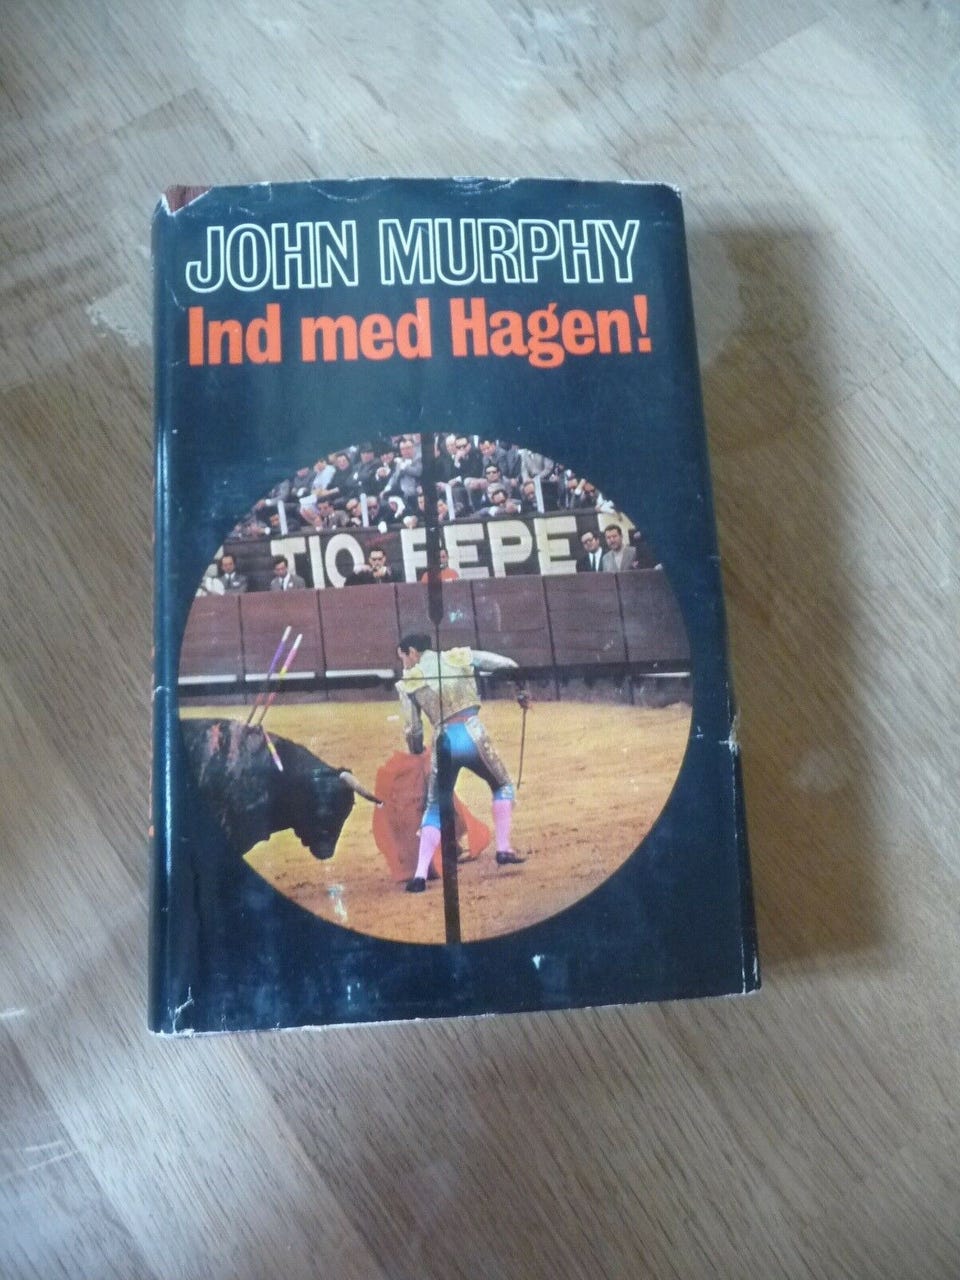 JOHN MURPHY
Ind med Hagen!
TIO PEPE